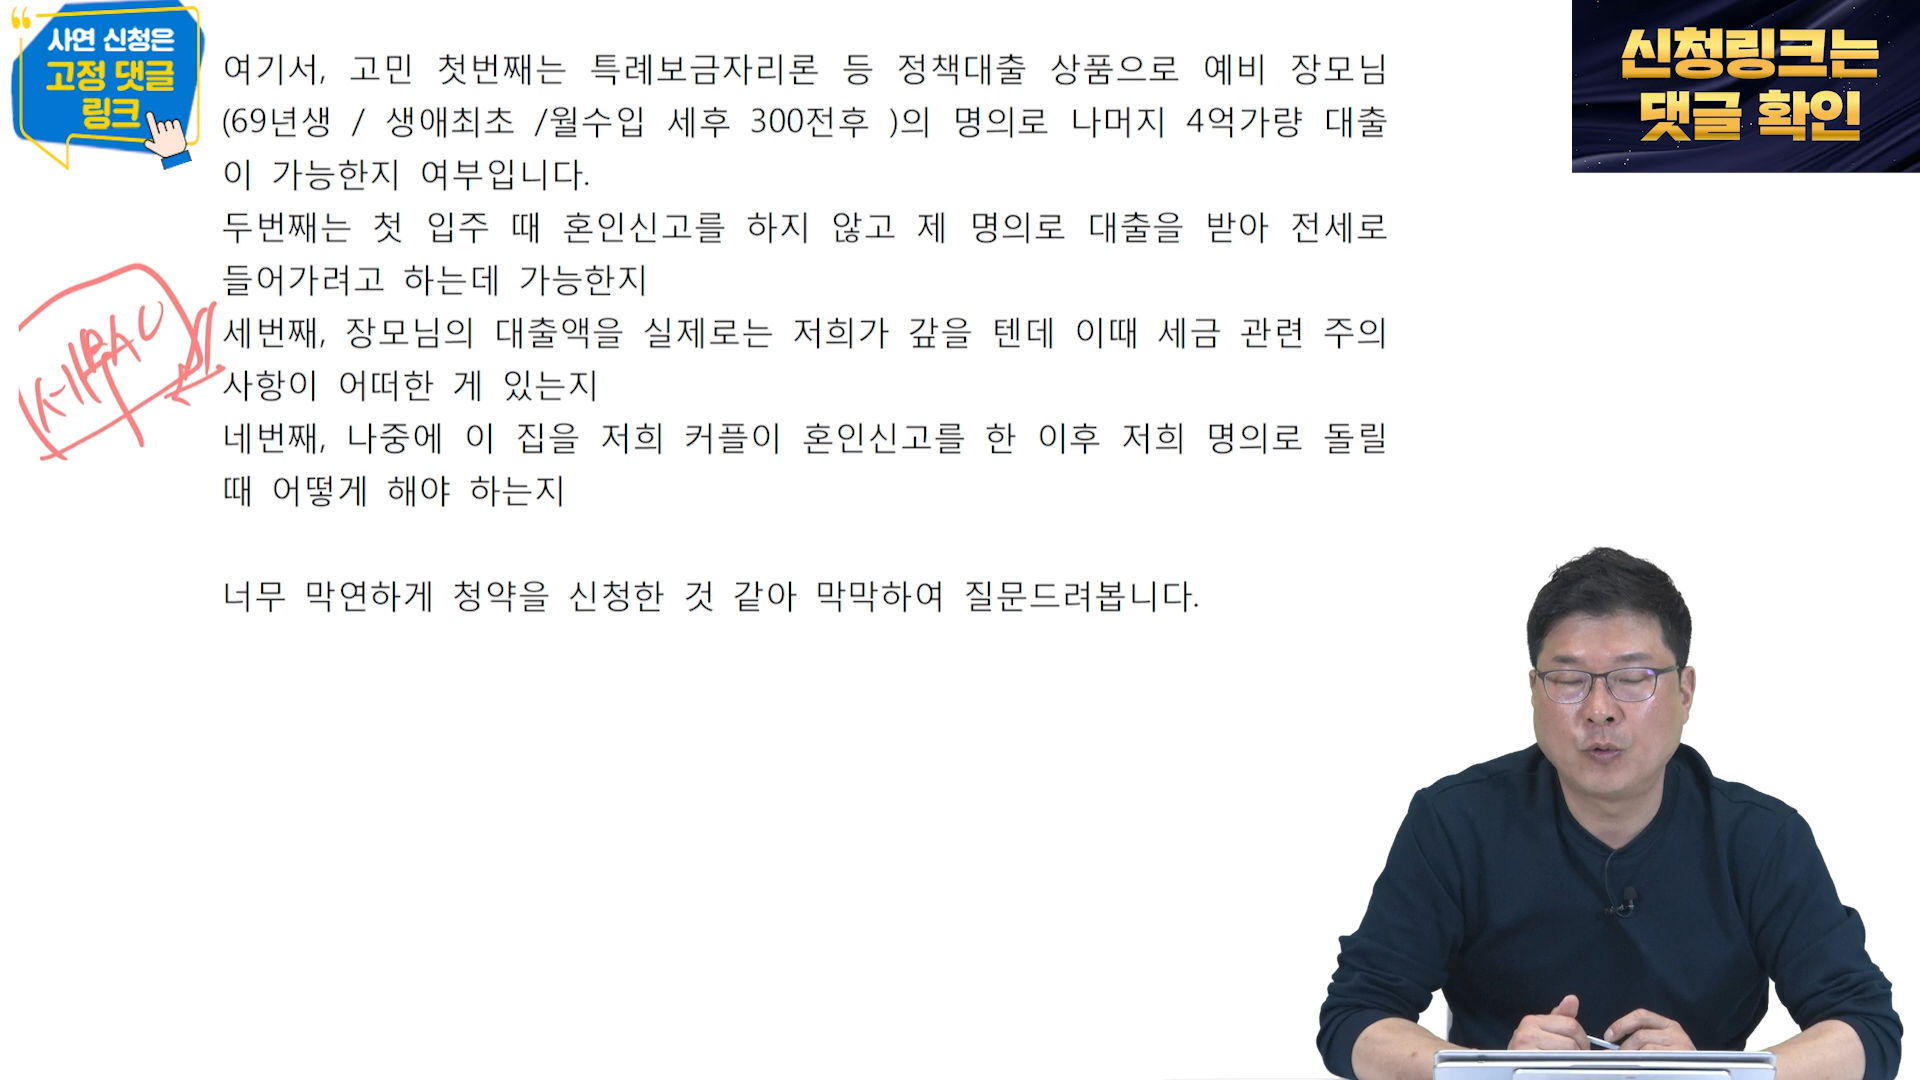 사연 신청은
고정 댓글
링크
신청링크는
댓글 확인
여기서, 고민 첫번째는 특례보금자리론 등 정책대출 상품으로 예비 장모님
(69년생 / 생애최초 /월수입 세후 300전후 )의 명의로 나머지 4억가량 대출
이 가능한지 여부입니다.
두번째는 첫 입주 때 혼인신고를 하지 않고 제 명의로 대출을 받아 전세로
들어가려고 하는데 가능한지
세번째, 장모님의 대출액을 실제로는 저희가 갚을 텐데 이때 세금 관련 주의
사항이 어떠한 게 있는지
네번째, 나중에 이 집을 저희 커플이 혼인신고를 한 이후 저희 명의로 돌릴
때 어떻게 해야 하는지
너무 막연하게 청약을 신청한 것 같아 막막하여 질문드려봅니다.